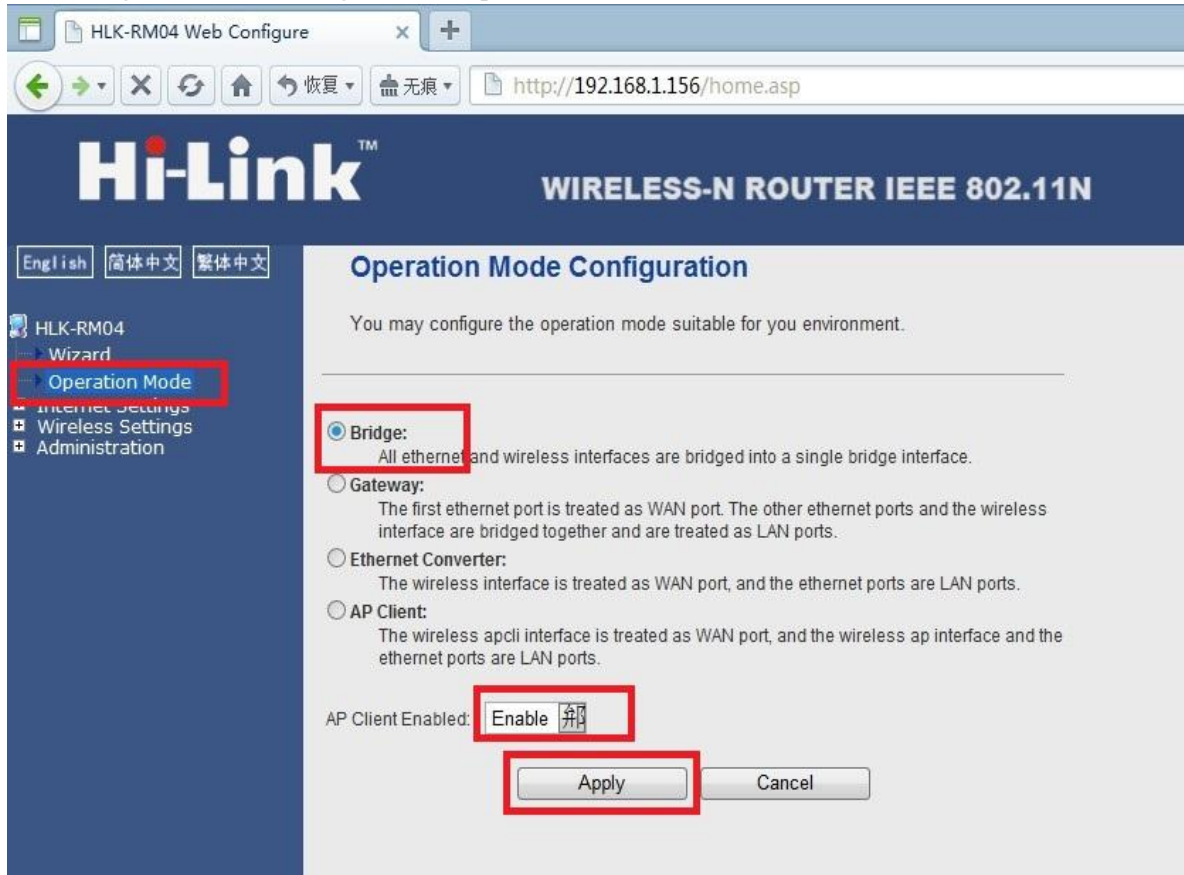 HLK-RM04 Web Configure
恢复 无痕 http://192.168.1.156/home.asp
Hi-Link™
WIRELESS-N ROUTER IEEE 802.11N
English 简体中文 繁体中文
HLK-RM04
Wizard
Operation Mode
Internet Settings
Wireless Settings
Administration
Operation Mode Configuration
You may configure the operation mode suitable for you environment.
Bridge:
All ethernet and wireless interfaces are bridged into a single bridge interface.
Gateway:
The first ethernet port is treated as WAN port. The other ethernet ports and the wireless
interface are bridged together and are treated as LAN ports.
Ethernet Converter:
The wireless interface is treated as WAN port, and the ethernet ports are LAN ports.
AP Client:
The wireless apcli interface is treated as WAN port, and the wireless ap interface and the
ethernet ports are LAN ports.
AP Client Enabled: Enable
Apply Cancel